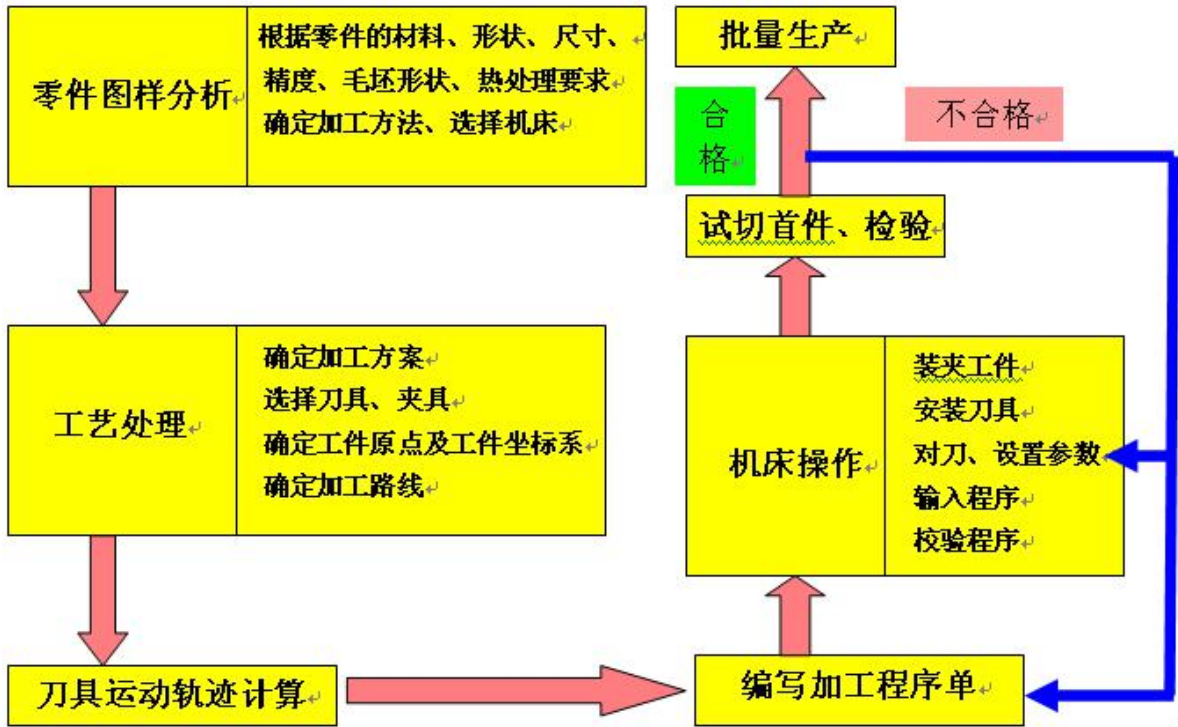 零件图样分析
根据零件的材料、形状、尺寸、
精度、毛坯形状、热处理要求
确定加工方法、选择机床
工艺处理
确定加工方案
选择刀具、夹具
确定工件原点及工件坐标系
确定加工路线
刀具运动轨迹计算
编写加工程序单
机床操作
装夹工件
安装刀具
对刀、设置参数
输入程序
校验程序
试切首件、检验
合
格
不合格
批量生产